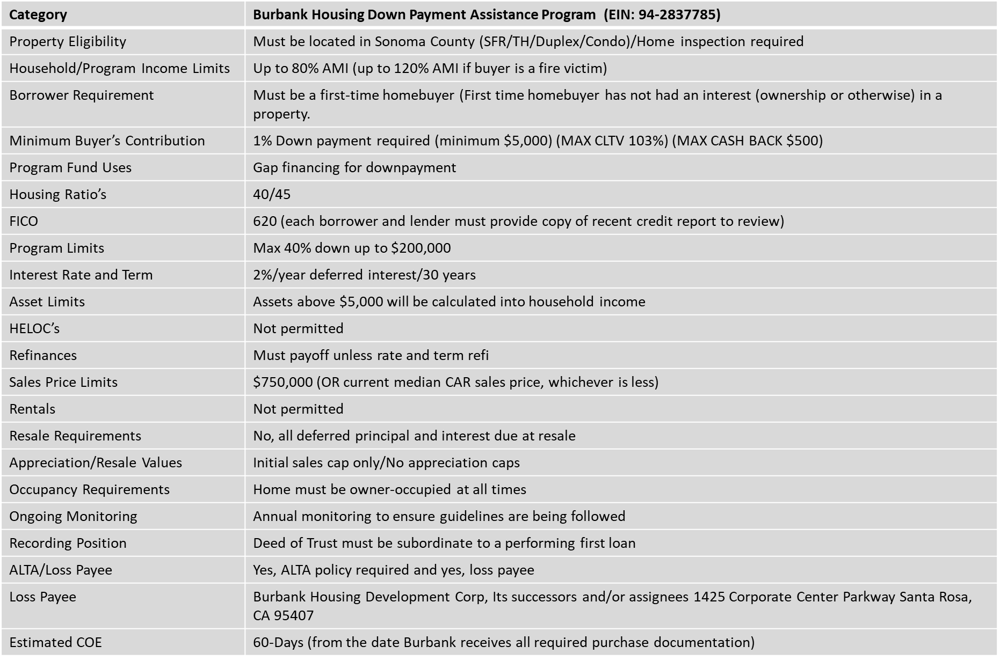 Category Burbank Housing Down Payment Assistance Program (EIN: 94-2837785)
Property Eligibility Must be located in Sonoma County (SFR/TH/Duplex/Condo)/Home inspection required
Household/Program Income Limits Up to 80% AMI (up to 120% AMI if buyer is a fire victim)
Borrower Requirement Must be a first-time homebuyer (First time homebuyer has not had an interest (ownership or otherwise) in a
property.
Minimum Buyer’s Contribution 1% Down payment required (minimum $5,000) (MAX CLTV 103%) (MAX CASH BACK $500)
Program Fund Uses Gap financing for downpayment
Housing Ratio’s 40/45
FICO 620 (each borrower and lender must provide copy of recent credit report to review)
Program Limits Max 40% down up to $200,000
Interest Rate and Term 2%/year deferred interest/30 years
Asset Limits Assets above $5,000 will be calculated into household income
HELOC’s Not permitted
Refinances Must payoff unless rate and term refi
Sales Price Limits $750,000 (OR current median CAR sales price, whichever is less)
Rentals Not permitted
Resale Requirements No, all deferred principal and interest due at resale
Appreciation/Resale Values Initial sales cap only/No appreciation caps
Occupancy Requirements Home must be owner-occupied at all times
Ongoing Monitoring Annual monitoring to ensure guidelines are being followed
Recording Position Deed of Trust must be subordinate to a performing first loan
ALTA/Loss Payee Yes, ALTA policy required and yes, loss payee
Loss Payee Burbank Housing Development Corp, Its successors and/or assignees 1425 Corporate Center Parkway Santa Rosa,
CA 95407
Estimated COE 60-Days (from the date Burbank receives all required purchase documentation)